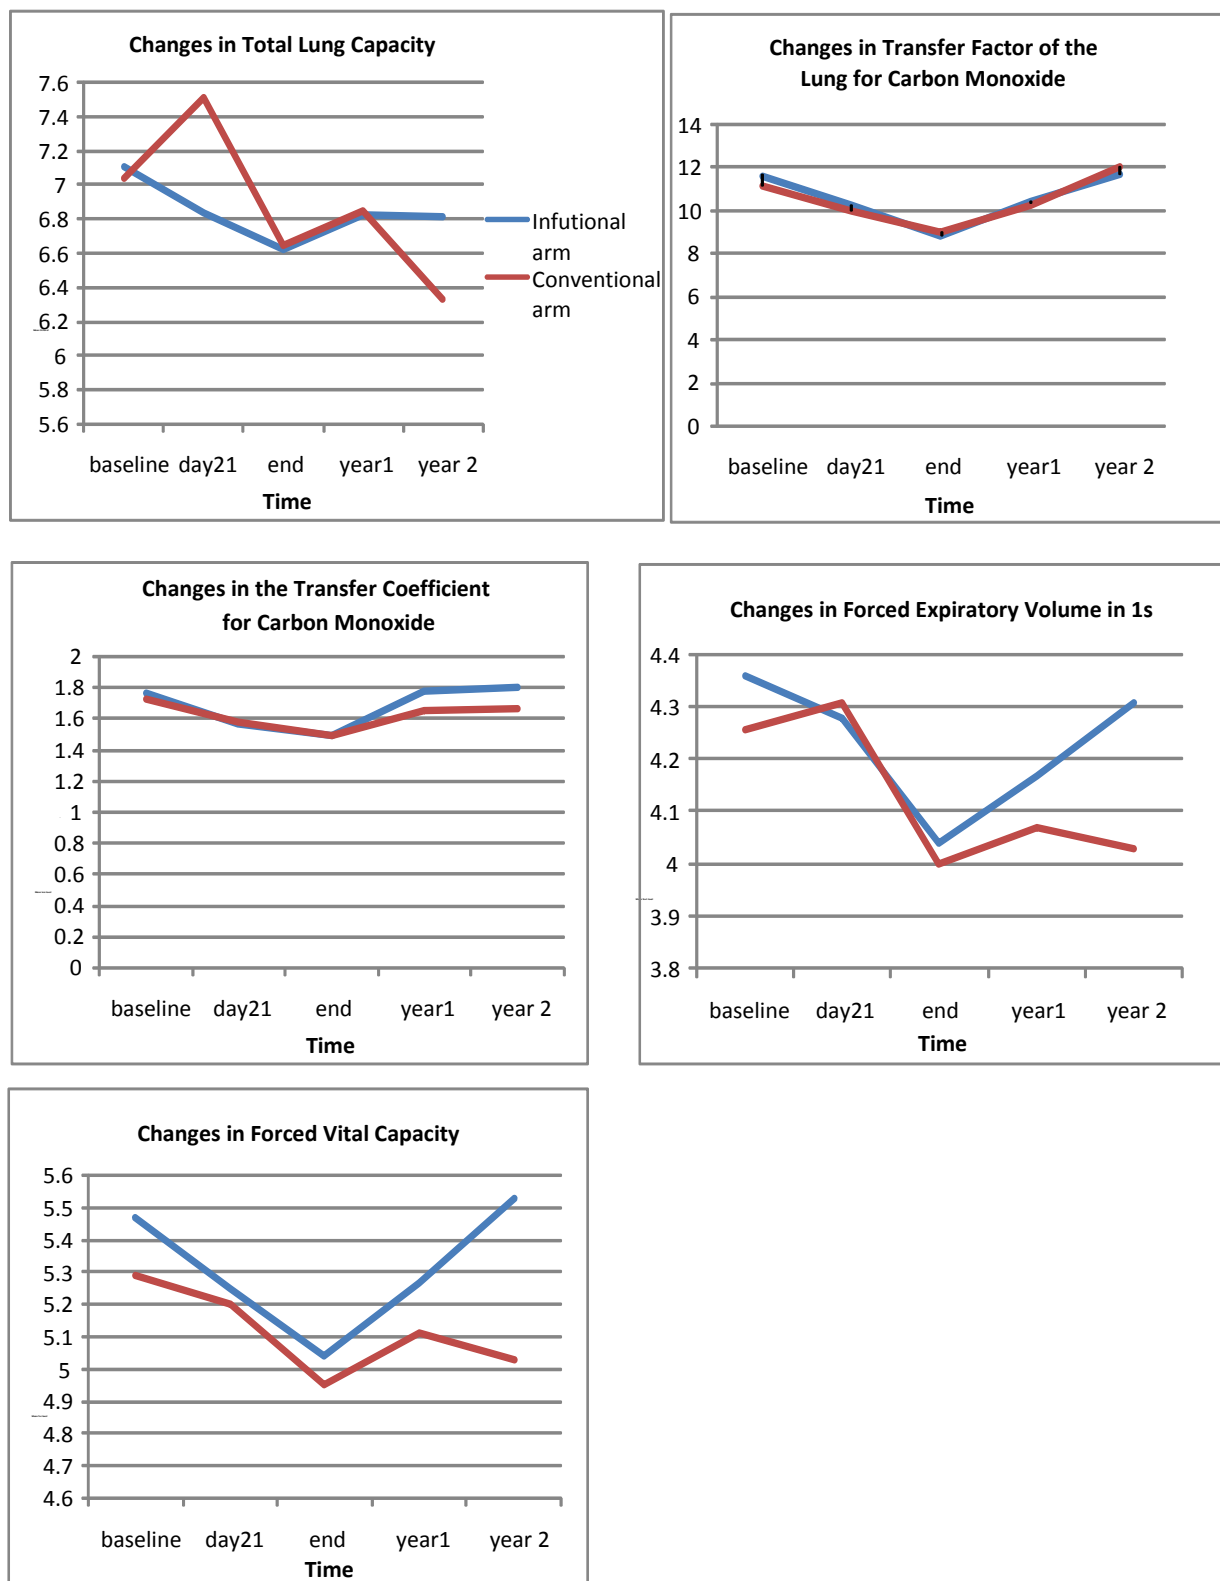 Changes in Total Lung Capacity
7.6
7.4
7.2
7
6.8
6.6
6.4
6.2
6
5.8
5.6
baseline day21 end year1 year 2
Time
Infutional
arm
Conventional
arm
Changes in Transfer Factor of the
Lung for Carbon Monoxide
14
12
10
8
6
4
2
0
baseline day21 end year1 year 2
Time
Changes in the Transfer Coefficient
for Carbon Monoxide
2
1.8
1.6
1.4
1.2
1
0.8
0.6
0.4
0.2
0
baseline day21 end year1 year 2
Time
Changes in Forced Expiratory Volume in 1s
4.4
4.3
4.2
4.1
4
3.9
3.8
baseline day21 end year1 year 2
Time
Changes in Forced Vital Capacity
5.6
5.5
5.4
5.3
5.2
5.1
5
4.9
4.8
4.7
4.6
baseline day21 end year1 year 2
Time